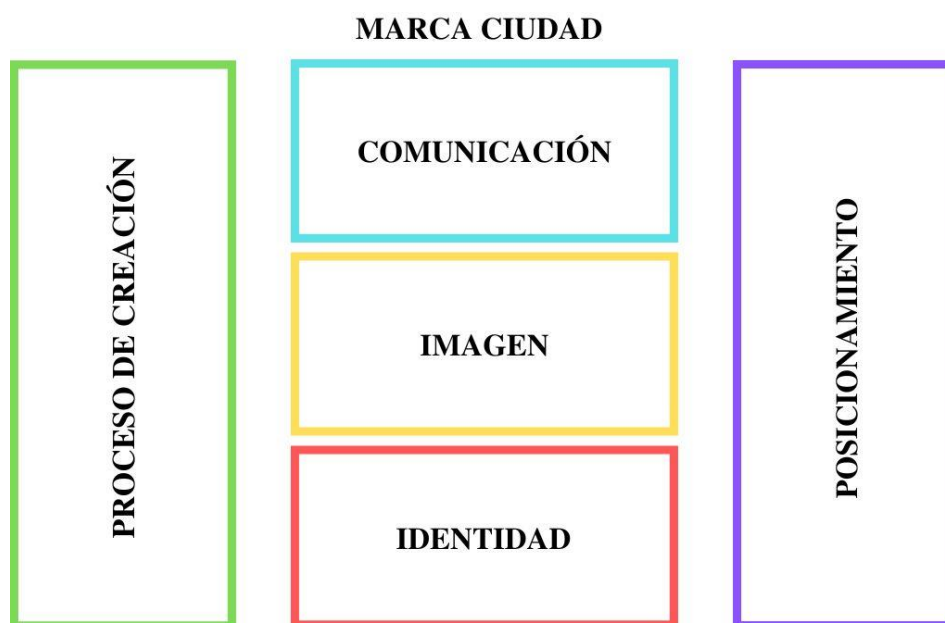 MARCA CIUDAD
PROCESO DE CREACIÓN
COMUNICACIÓN
IMAGEN
IDENTIDAD
POSICIONAMIENTO